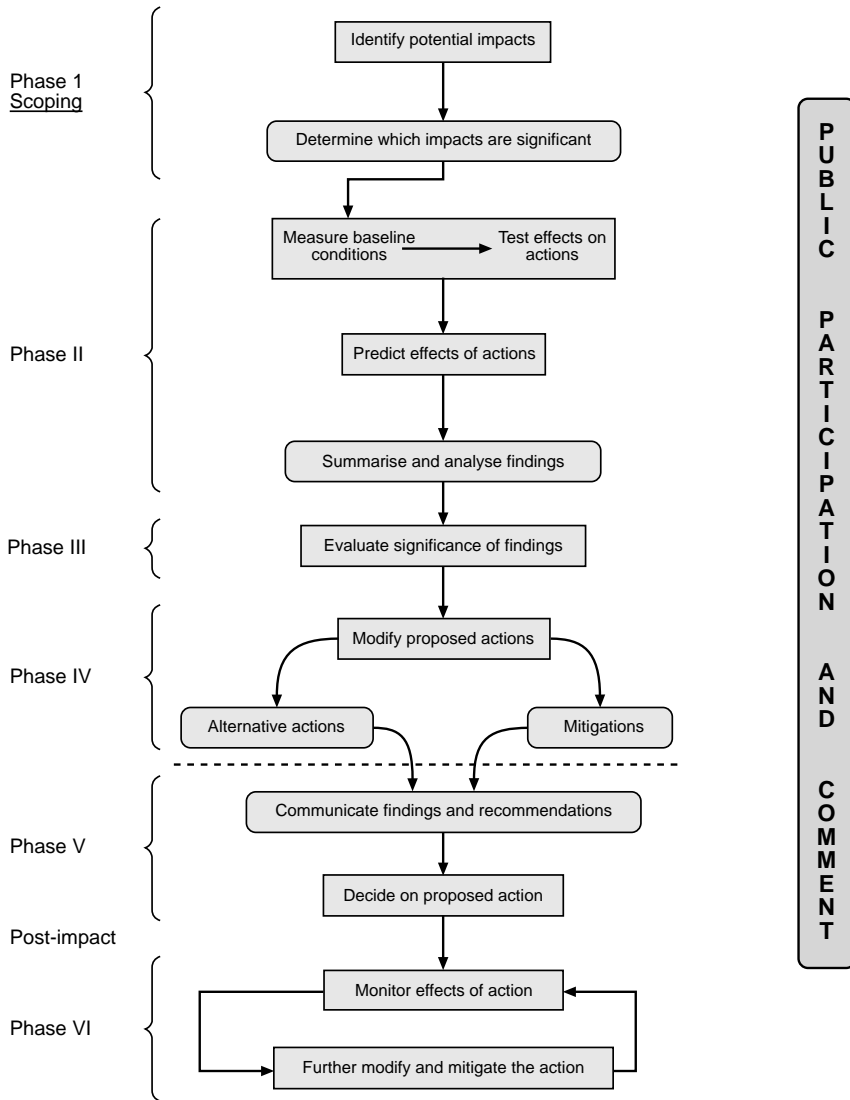 Identify potential impacts
Phase 1
Scoping
Determine which impacts are significant
Measure baseline
conditions
Test effects on
actions
Phase II
Predict effects of actions
Summarise and analyse findings
Phase III
Evaluate significance of findings
Modify proposed actions
Phase IV
Alternative actions
Mitigations
Communicate findings and recommendations
Phase V
Decide on proposed action
Post-impact
Monitor effects of action
Phase VI
Further modify and mitigate the action
PUBLIC PARTICIPATION AND COMMENT